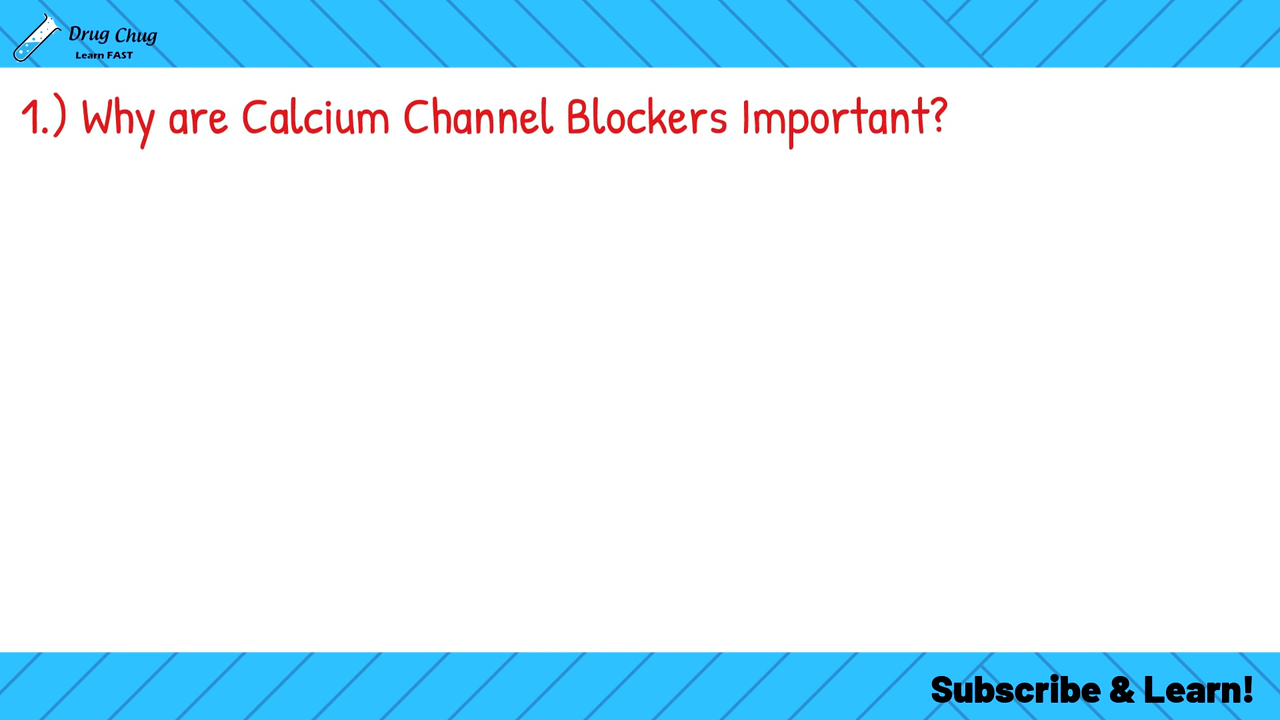 Drug Chug
Learn FAST
1.) Why are Calcium Channel Blockers Important?
Subscribe & Learn!